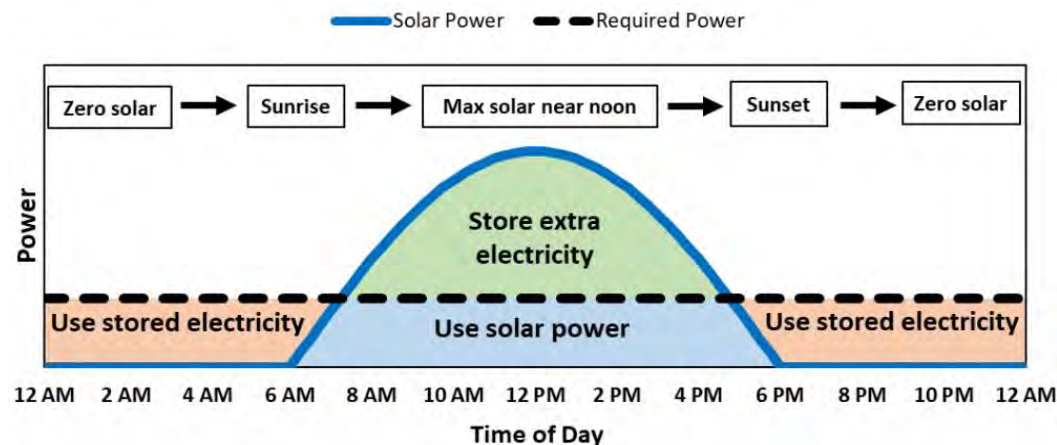 Solar Power Required Power
Zero solar Sunrise Max solar near noon Sunset Zero solar
Store extra
electricity
Power
Use stored electricity Use solar power Use stored electricity
12 AM 2 AM 4 AM 6 AM 8 AM 10 AM 12 PM 2 PM 4 PM 6 PM 8 PM 10 PM 12 AM
Time of Day